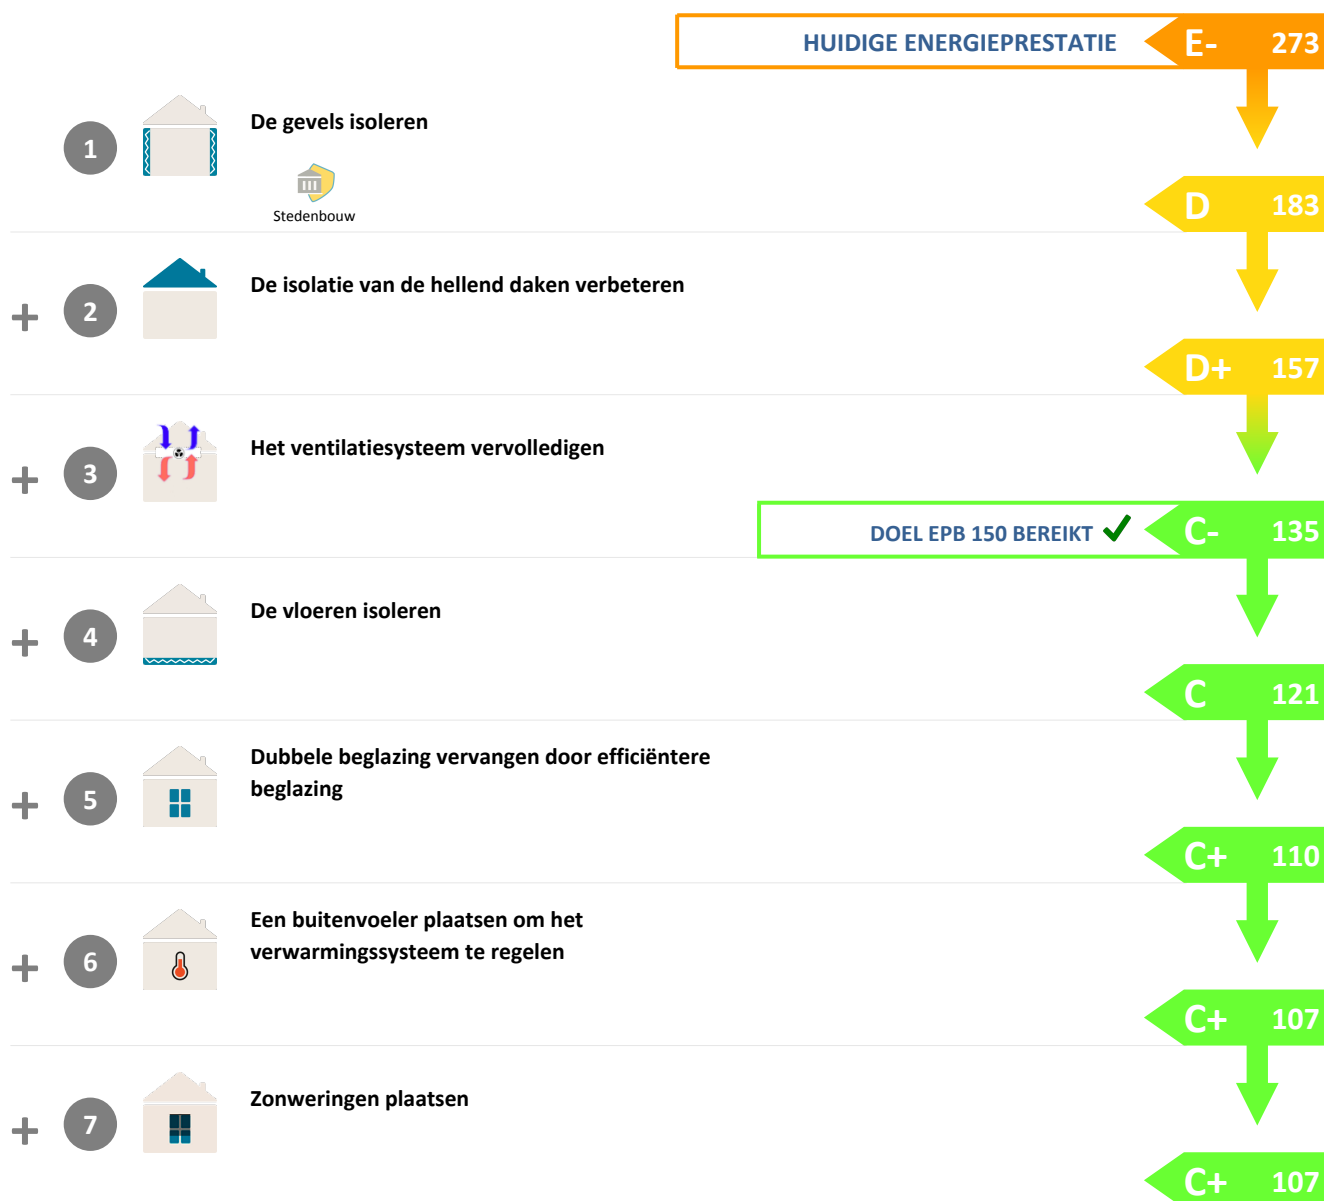 HUIDIGE ENERGIEPRESTATIE
E- 273
1
De gevels isoleren
Stedenbouw
D 183
+ 2
De isolatie van de hellend daken verbeteren
D+ 157
+ 3
Het ventilatiesysteem vervolledigen
DOEL EPB 150 BEREIKT ✓
C- 135
+ 4
De vloeren isoleren
C 121
+ 5
Dubbele beglazing vervangen door efficiëntere
beglazing
C+ 110
+ 6
Een buitenvoeler plaatsen om het
verwarmingssysteem te regelen
C+ 107
+ 7
Zonweringen plaatsen
C+ 107